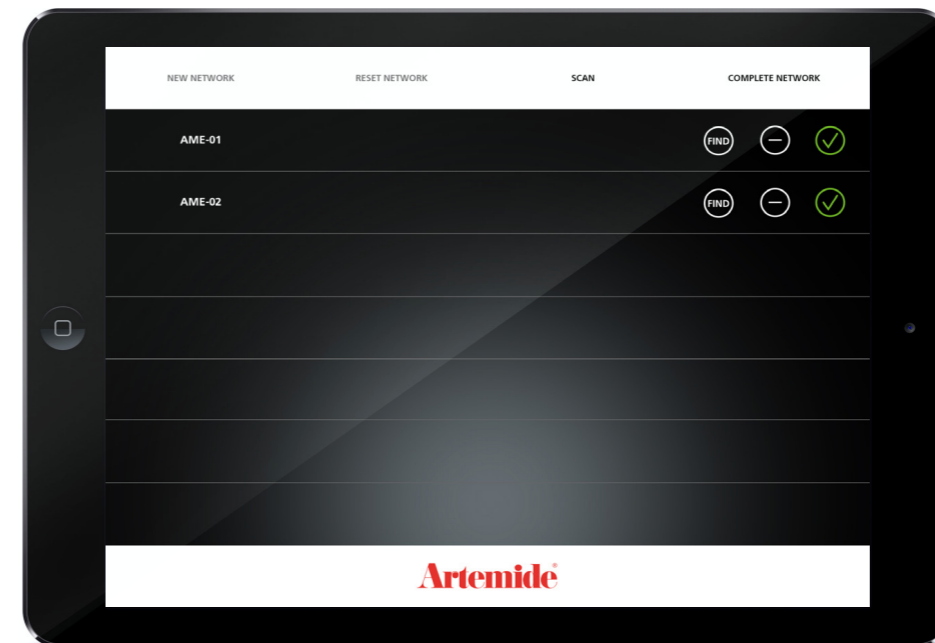 NEW NETWORK RESET NETWORK SCAN COMPLETE NETWORK
AME-01 FIND
AME-02 FIND
Artemide®